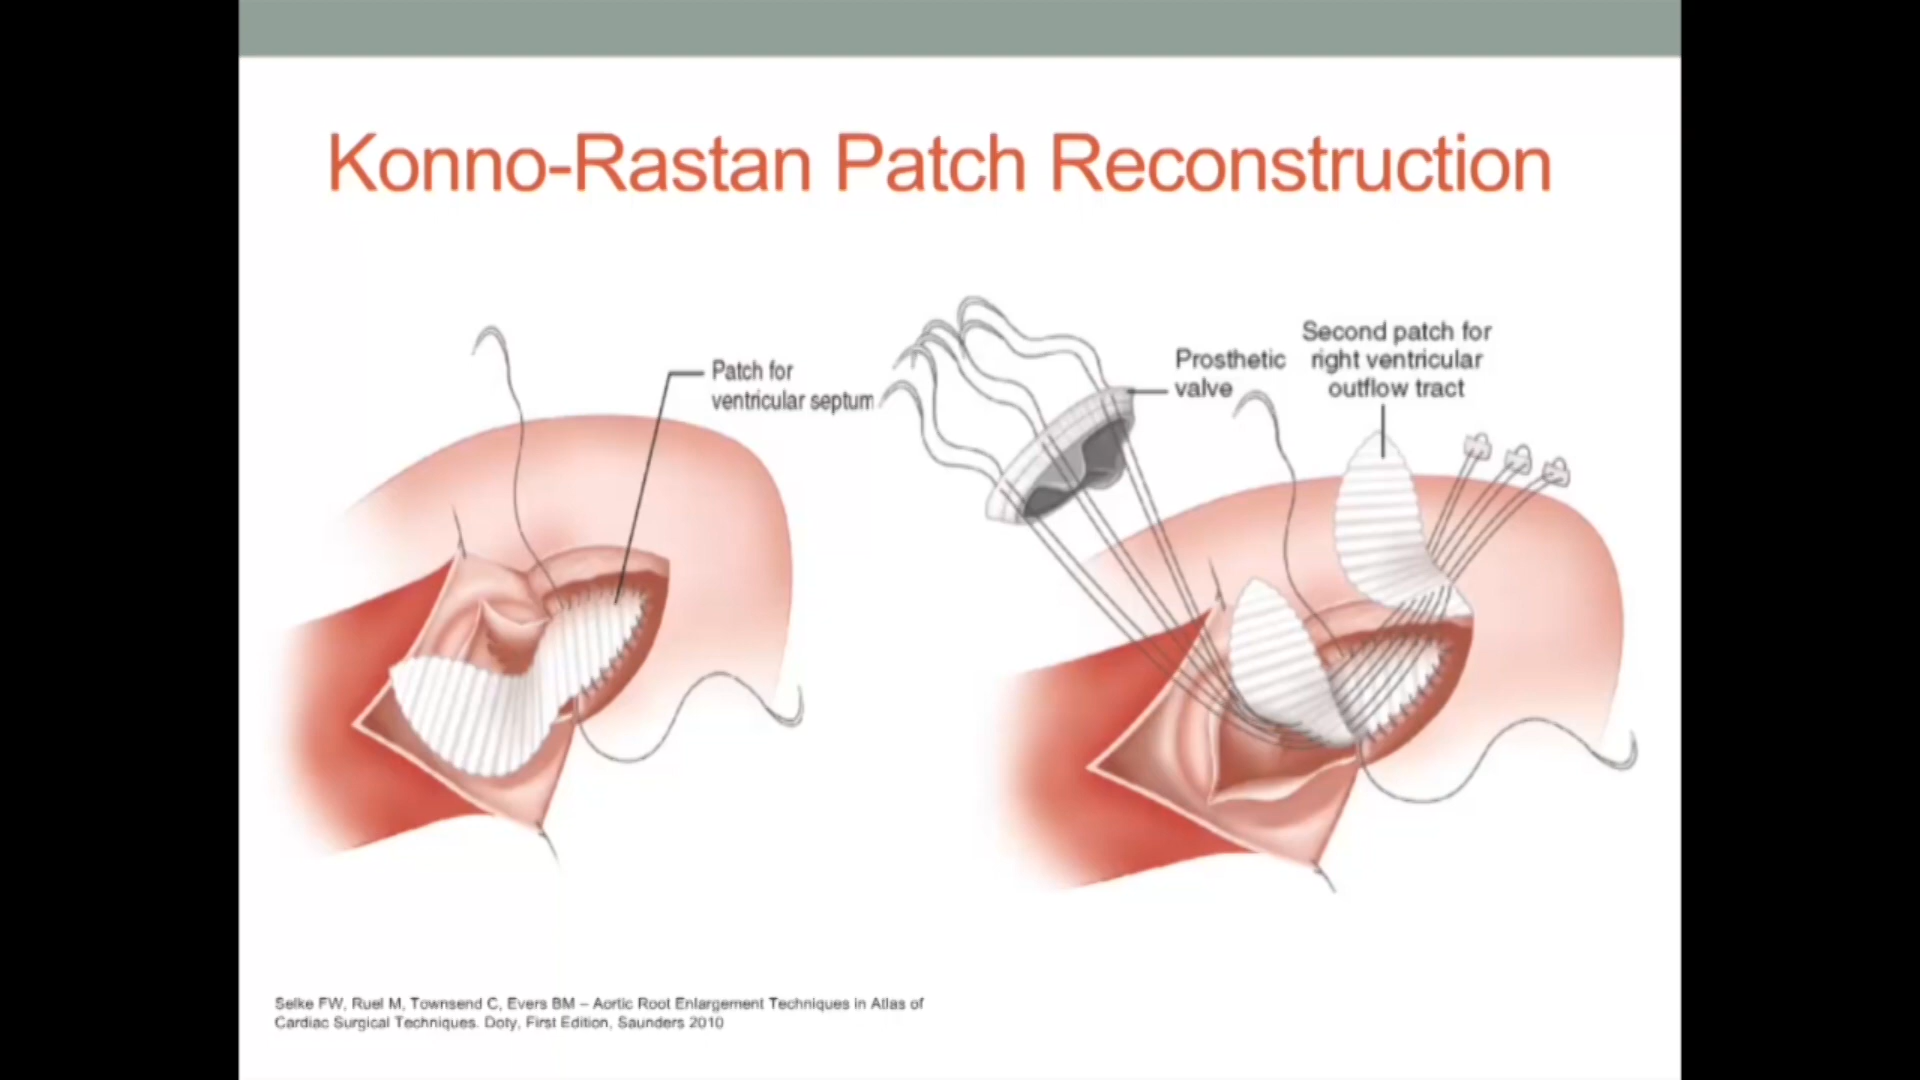 Konno-Rastan Patch Reconstruction
Patch for
ventricular septum
Prosthetic
valve
Second patch for
right ventricular
outflow tract
Selke FW, Ruel M, Townsend C, Evers BM – Aortic Root Enlargement Techniques in Atlas of
Cardiac Surgical Techniques. Doty, First Edition, Saunders 2010